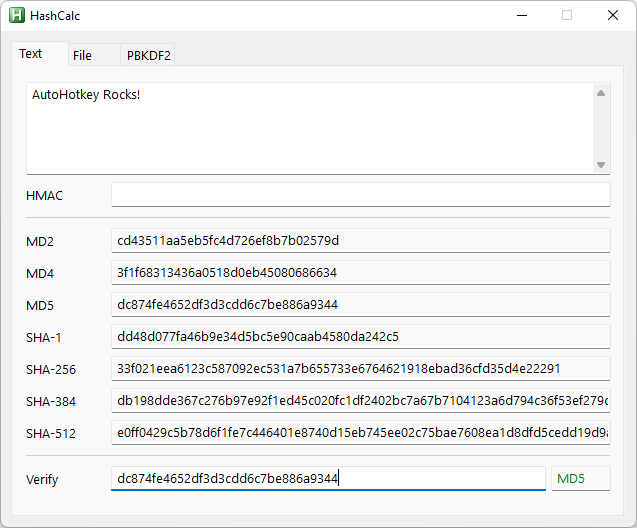 HashCalc
Text File PBKDF2
AutoHotkey Rocks!
HMAC
MD2 cd43511aa5eb5fc4d726ef8b7b02579d
MD4 3f1f68313436a0518d0eb45080686634
MD5 dc874fe4652df3d3cdd6c7be886a9344
SHA-1 dd48d077fa46b9e34d5bc5e90caab4580da242c5
SHA-256 33f021eea6123c587092ec531a7b655733e6764621918ebad36cfd35d4e22291
SHA-384 db198dde367c276b97e92f1ed45c020fc1df2402bc7a67b7104123a6d794c36f53ef279c
SHA-512 e0ff0429c5b78d6f1fe7c446401e8740d15eb745ee02c75bae7608ea1d8dfd5cedd19d9a
Verify dc874fe4652df3d3cdd6c7be886a9344 MD5